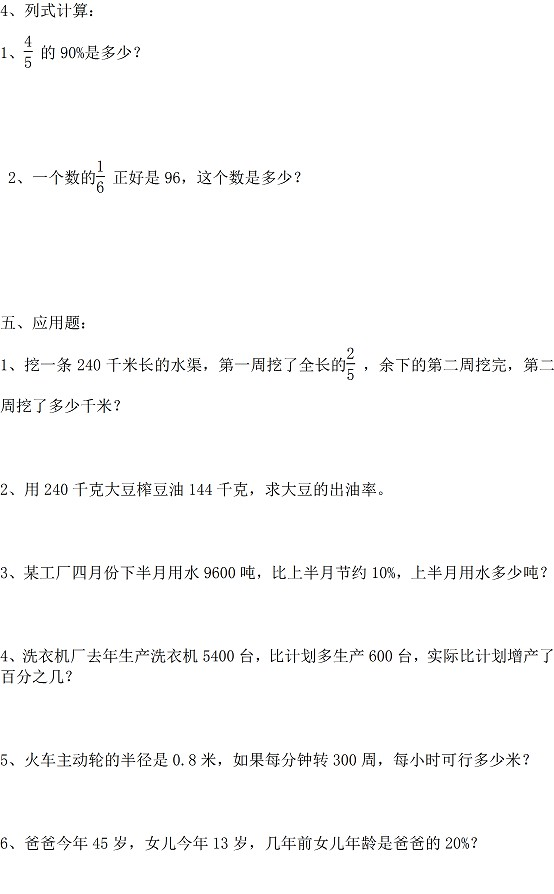 4、列式计算:
1、4/5 的 90%是多少?
2、一个数的1/6 正好是 96，这个数是多少?
五、应用题:
1、挖一条 240 千米长的水渠，第一周挖了全长的2/5 ，余下的第二周挖完，第二
周挖了多少千米?
2、用 240 千克大豆榨豆油 144 千克，求大豆的出油率。
3、某工厂四月份下半月用水 9600 吨，比上半月节约 10%，上半月用水多少吨?
4、洗衣机厂去年生产洗衣机 5400 台，比计划多生产 600 台，实际比计划增产了
百分之几?
5、火车主动轮的半径是 0.8 米，如果每分钟转 300 周，每小时可行多少米?
6、爸爸今年 45 岁，女儿今年 13 岁，几年前女儿年龄是爸爸的 20%?